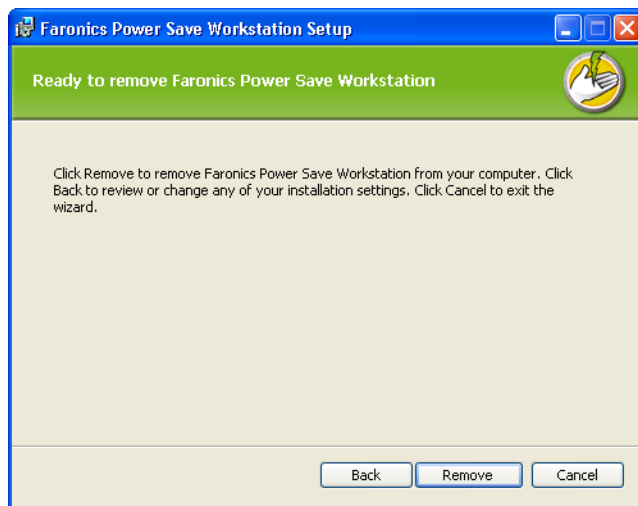 Faronics Power Save Workstation Setup
Ready to remove Faronics Power Save Workstation
Click Remove to remove Faronics Power Save Workstation from your computer. Click
Back to review or change any of your installation settings. Click Cancel to exit the
wizard.
Back Remove Cancel